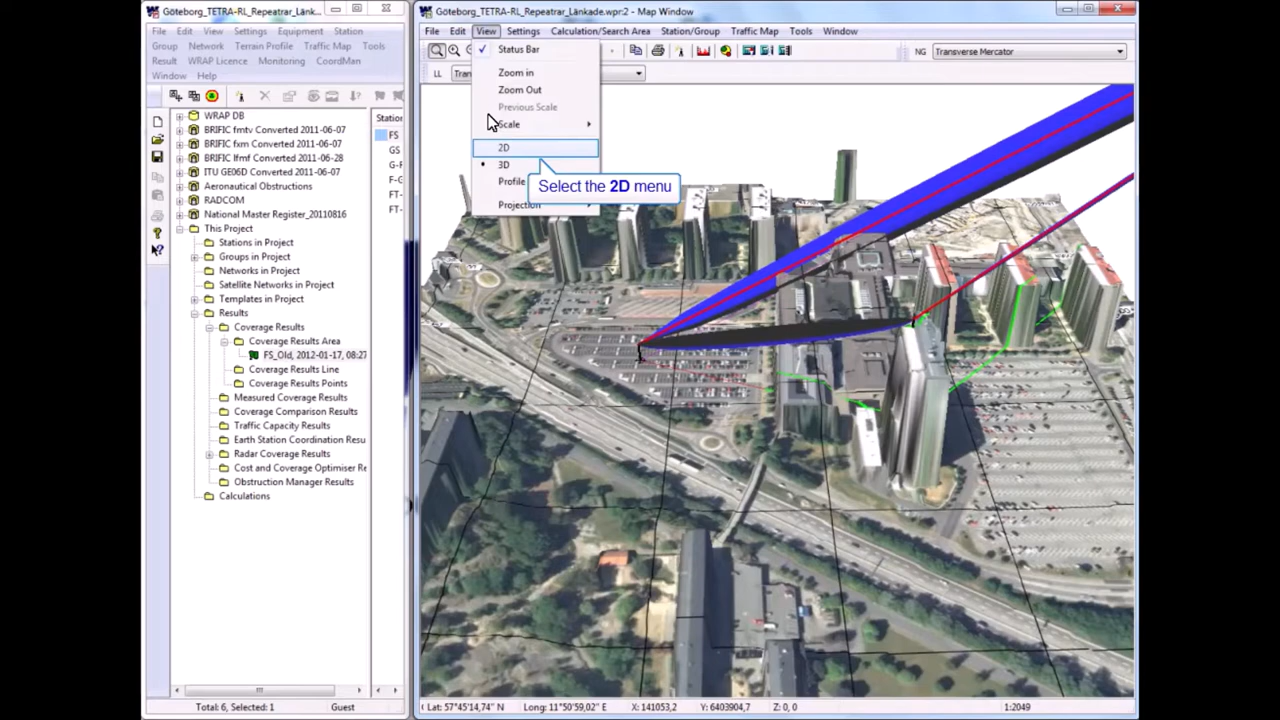 Göteborg_TETRA-RL_Repeatrar_Länk...
File Edit View Settings Equipment Station
Group Network Terrain Profile Traffic Map Tools
Result WRAP Licence Monitoring CoordMan
Window Help
WRAP DB
BRIFIC fmtv Converted 2011-06-07
BRIFIC fxm Converted 2011-06-07
BRIFIC lfmf Converted 2011-06-28
ITU GE06D Converted 2011-06-07
Aeronautical Obstructions
RADCOM
National Master Register_20110816
This Project
Stations in Project
Groups in Project
Networks in Project
Satellite Networks in Project
Templates in Project
Results
Coverage Results
Coverage Results Area
FS_Old, 2012-01-17, 08:27
Coverage Results Line
Coverage Results Points
Measured Coverage Results
Coverage Comparison Results
Traffic Capacity Results
Earth Station Coordination Resu
Radar Coverage Results
Cost and Coverage Optimiser Re
Obstruction Manager Results
Calculations
Station
FS
GS
G-F
F-G
FT-
FT-
Total: 6, Selected: 1 Guest
Göteborg_TETRA-RL_Repeatrar_Länkade.wpr:2 - Map Window
File Edit View Settings Calculation/Search Area Station/Group Traffic Map Tools Window
NG Transverse Mercator
LL Tran
Status Bar
Zoom in
Zoom Out
Previous Scale
Scale
2D
3D
Profile
Projection
Select the 2D menu
Lat: 57°45'14,74" N Long: 11°50'59,02" E X: 141053,2 Y: 6403904,7 Z: 0, 0 1:2049